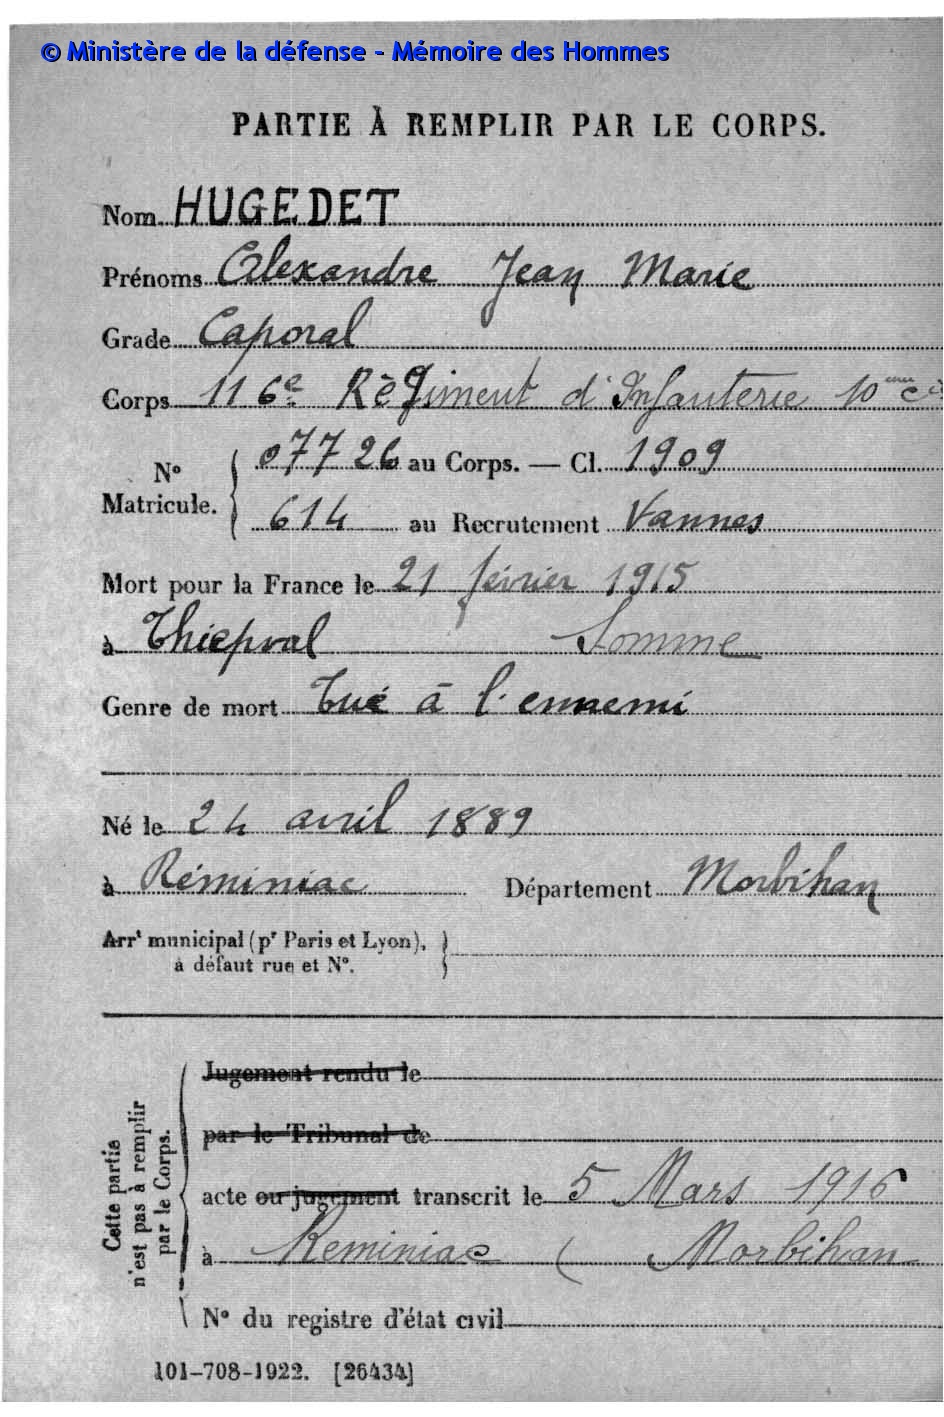 © Ministère de la défense - Mémoire des Hommes
PARTIE À REMPLIR PAR LE CORPS.
Nom HUGEDET
Prénoms Alexandre Jean Marie
Grade Caporal
Corps 116e Régiment d'Infanterie 10eme Cie
N° Matricule. { 07726 au Corps. — Cl. 1909
614 au Recrutement Vannes
Mort pour la France le 21 février 1915
à Thiepval Somme
Genre de mort Tué à l'ennemi
Né le 24 avril 1889
à Réminiac Département Morbihan
Arrt municipal (pr Paris et Lyon), }
à défaut rue et N°.
Cette partie
n'est pas à remplir
par le Corps.
Jugement rendu le
par le Tribunal de
acte ou jugement transcrit le 5 Mars 1916
à Reminiac ( Morbihan
N° du registre d'état civil
101-708-1922. [26434]